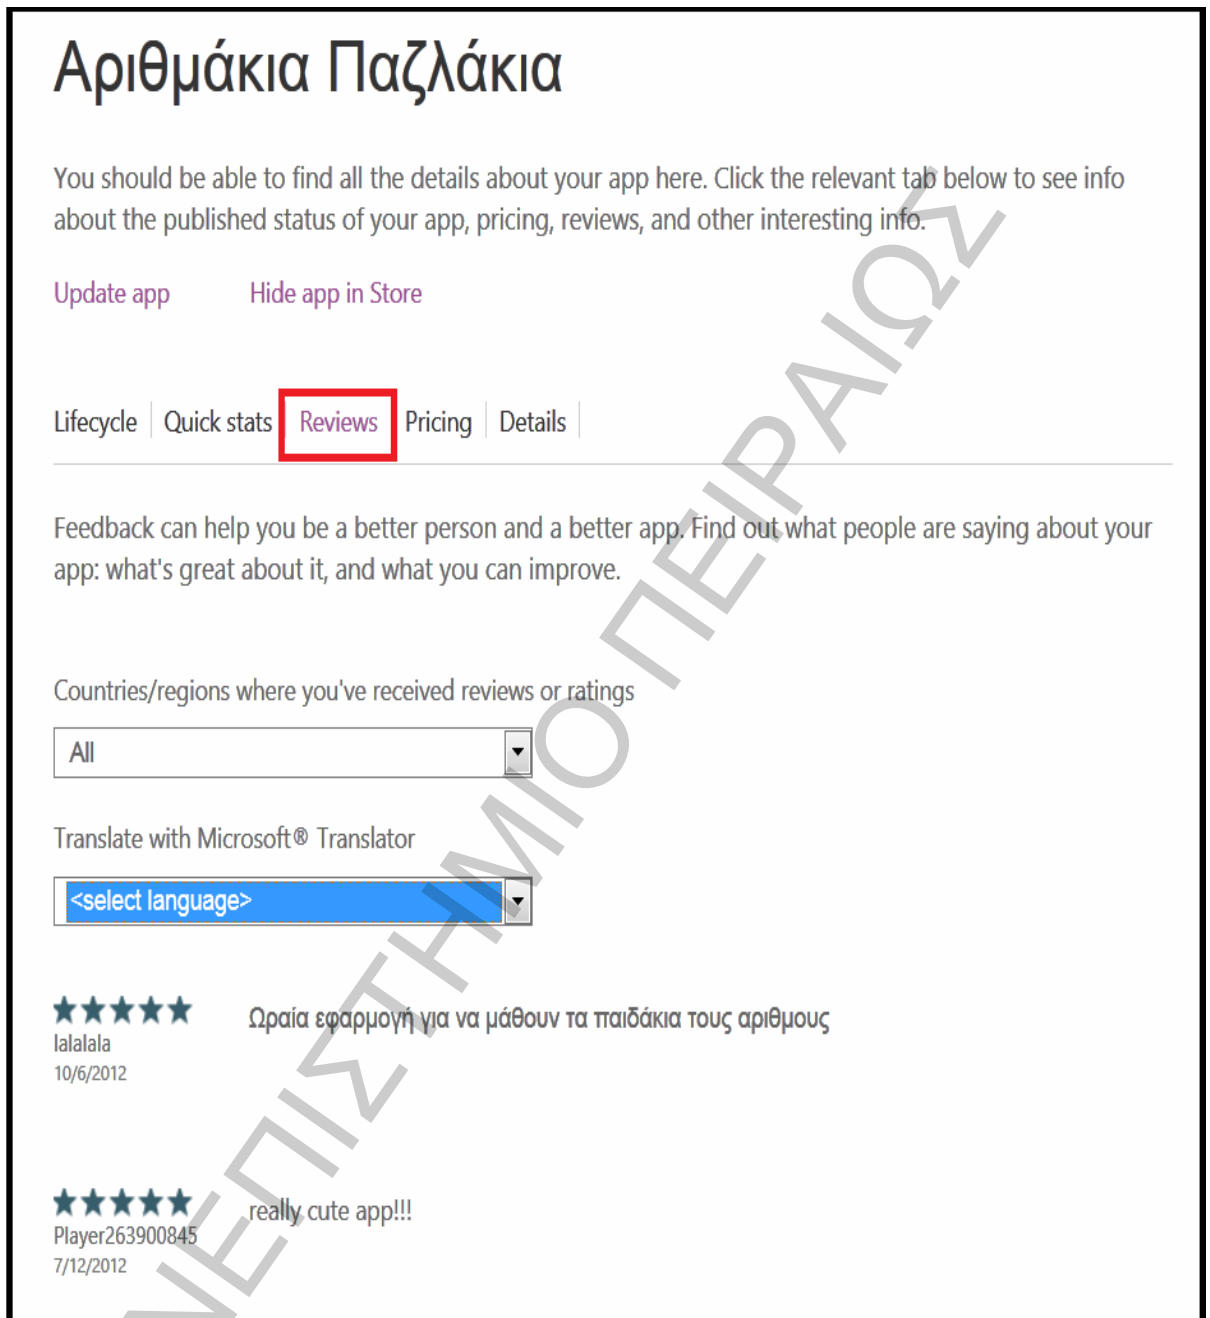 Αριθμάκια Παζλάκια
You should be able to find all the details about your app here. Click the relevant tab below to see info
about the published status of your app, pricing, reviews, and other interesting info.
Update app Hide app in Store
Lifecycle Quick stats Reviews Pricing Details
Feedback can help you be a better person and a better app. Find out what people are saying about your
app: what's great about it, and what you can improve.
Countries/regions where you've received reviews or ratings
All
Translate with Microsoft® Translator
<select language>
Ωραία εφαρμογή για να μάθουν τα παιδάκια τους αριθμους
lalalala
10/6/2012
really cute app!!!
Player263900845
7/12/2012
ΝΕΠΙΣΤΗΜΙΟ ΠΕΙΡΑΙΩΣ